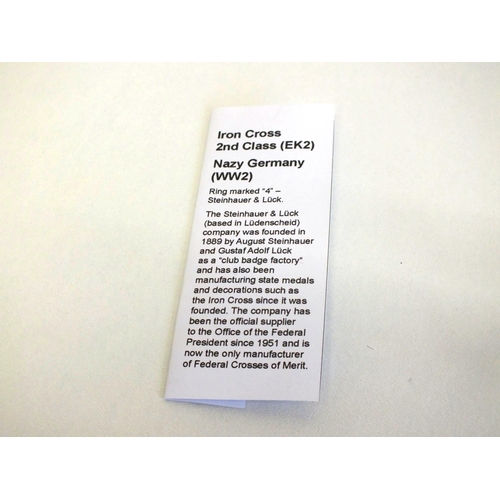 Iron Cross
2nd Class (EK2)
Nazy Germany
(WW2)
Ring marked “4” –
Steinhauer & Lück.
The Steinhauer & Lück
(based in Lüdenscheid)
company was founded in
1889 by August Steinhauer
and Gustaf Adolf Lück
as a “club badge factory”
and has also been
manufacturing state medals
and decorations such as
the Iron Cross since it was
founded. The company has
been the official supplier
to the Office of the Federal
President since 1951 and is
now the only manufacturer
of Federal Crosses of Merit.